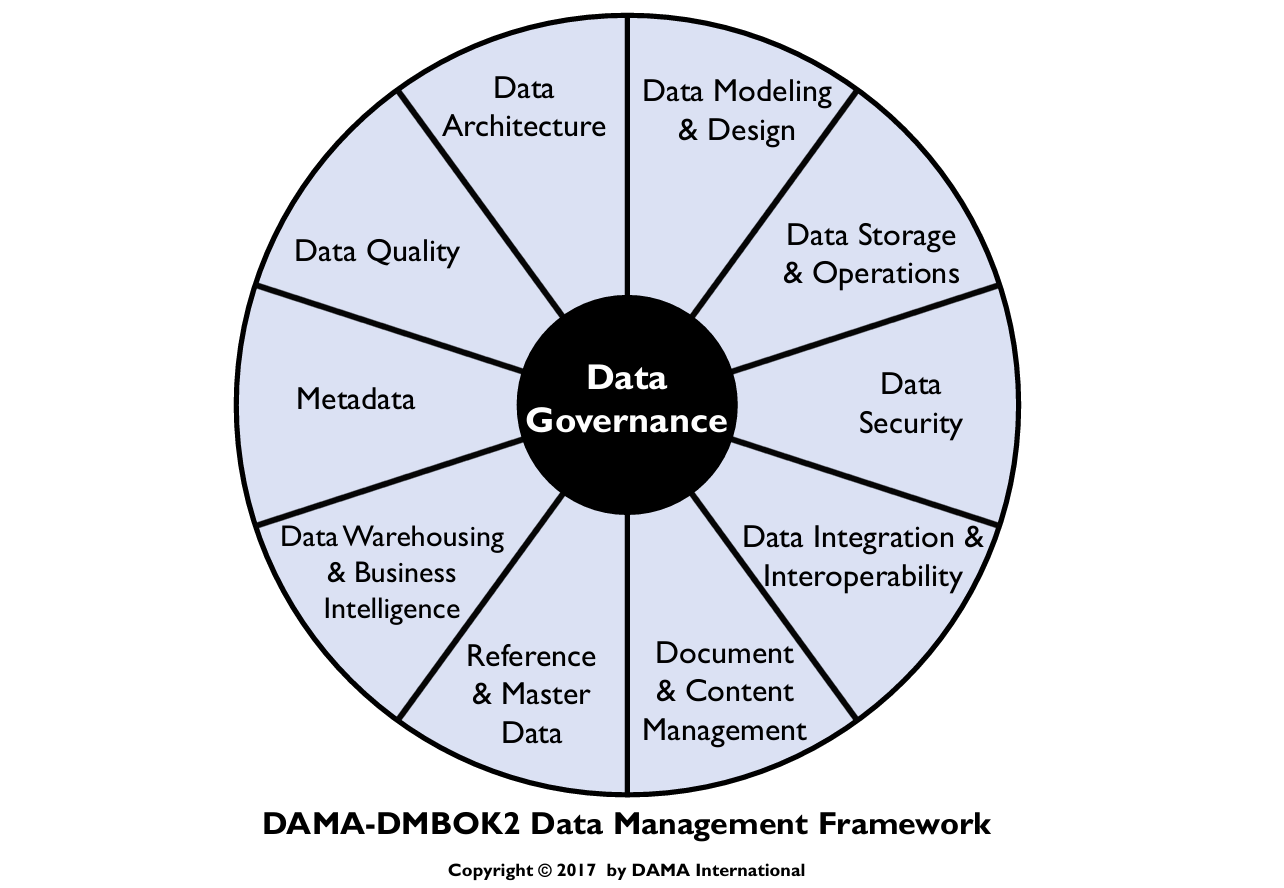 Data
Architecture
Data Modeling
& Design
Data Storage
& Operations
Data
Security
Data Integration &
Interoperability
Document
& Content
Management
Reference
& Master
Data
Data Warehousing
& Business
Intelligence
Metadata
Data Quality
Data
Governance
DAMA-DMBOK2 Data Management Framework
Copyright © 2017 by DAMA International